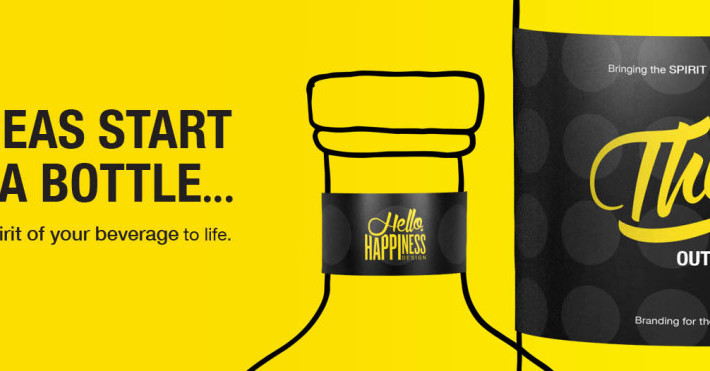 EAS START
A BOTTLE...
irit of your beverage to life.
Hello,
HAPPINESS
DESIGN
Bringing the SPIRIT
The
OUT
Branding for the